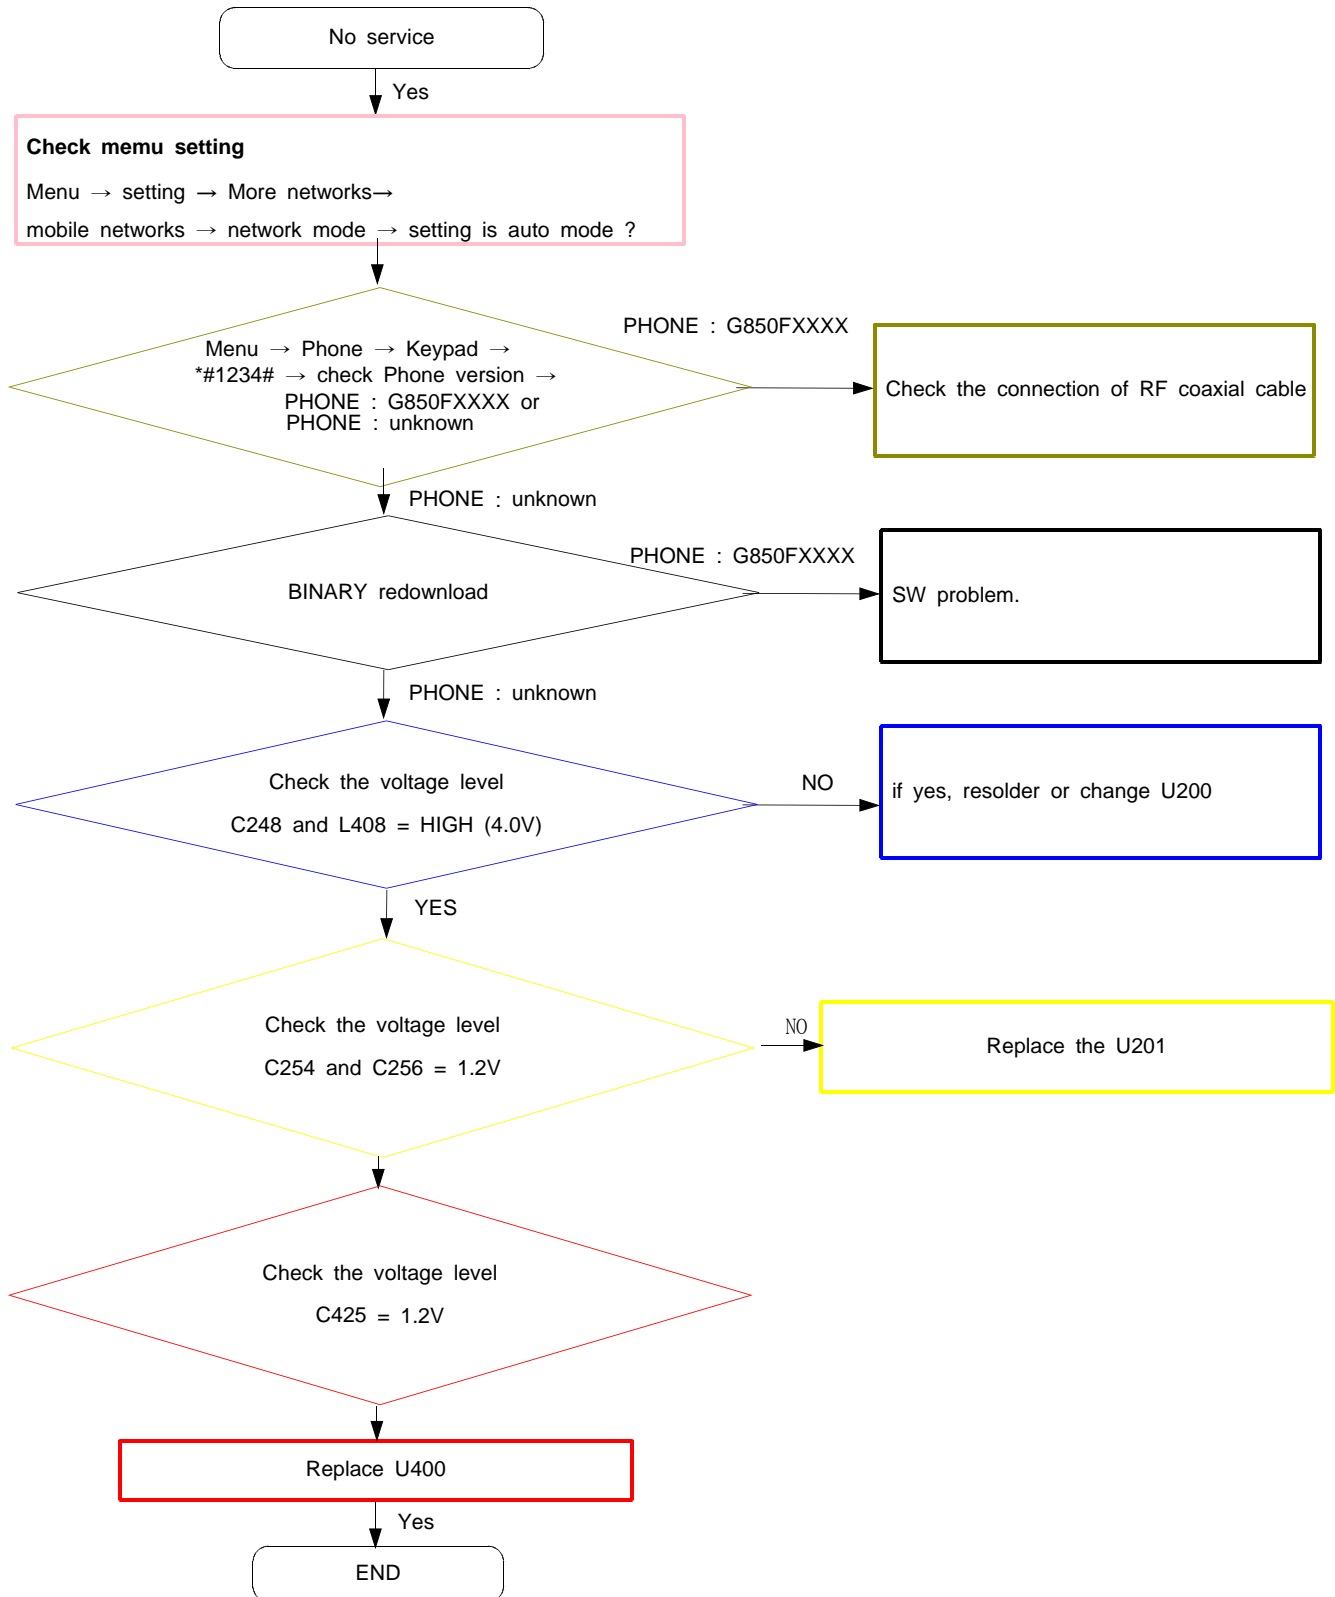 No service
Yes
Check memu setting
Menu → setting → More networks→
mobile networks → network mode → setting is auto mode ?
PHONE : G850FXXXX
Menu → Phone → Keypad →
*#1234# → check Phone version →
PHONE : G850FXXXX or
PHONE : unknown
Check the connection of RF coaxial cable
PHONE : unknown
PHONE : G850FXXXX
BINARY redownload
SW problem.
PHONE : unknown
Check the voltage level
C248 and L408 = HIGH (4.0V)
NO
if yes, resolder or change U200
YES
Check the voltage level
C254 and C256 = 1.2V
NO
Replace the U201
Check the voltage level
C425 = 1.2V
Replace U400
Yes
END